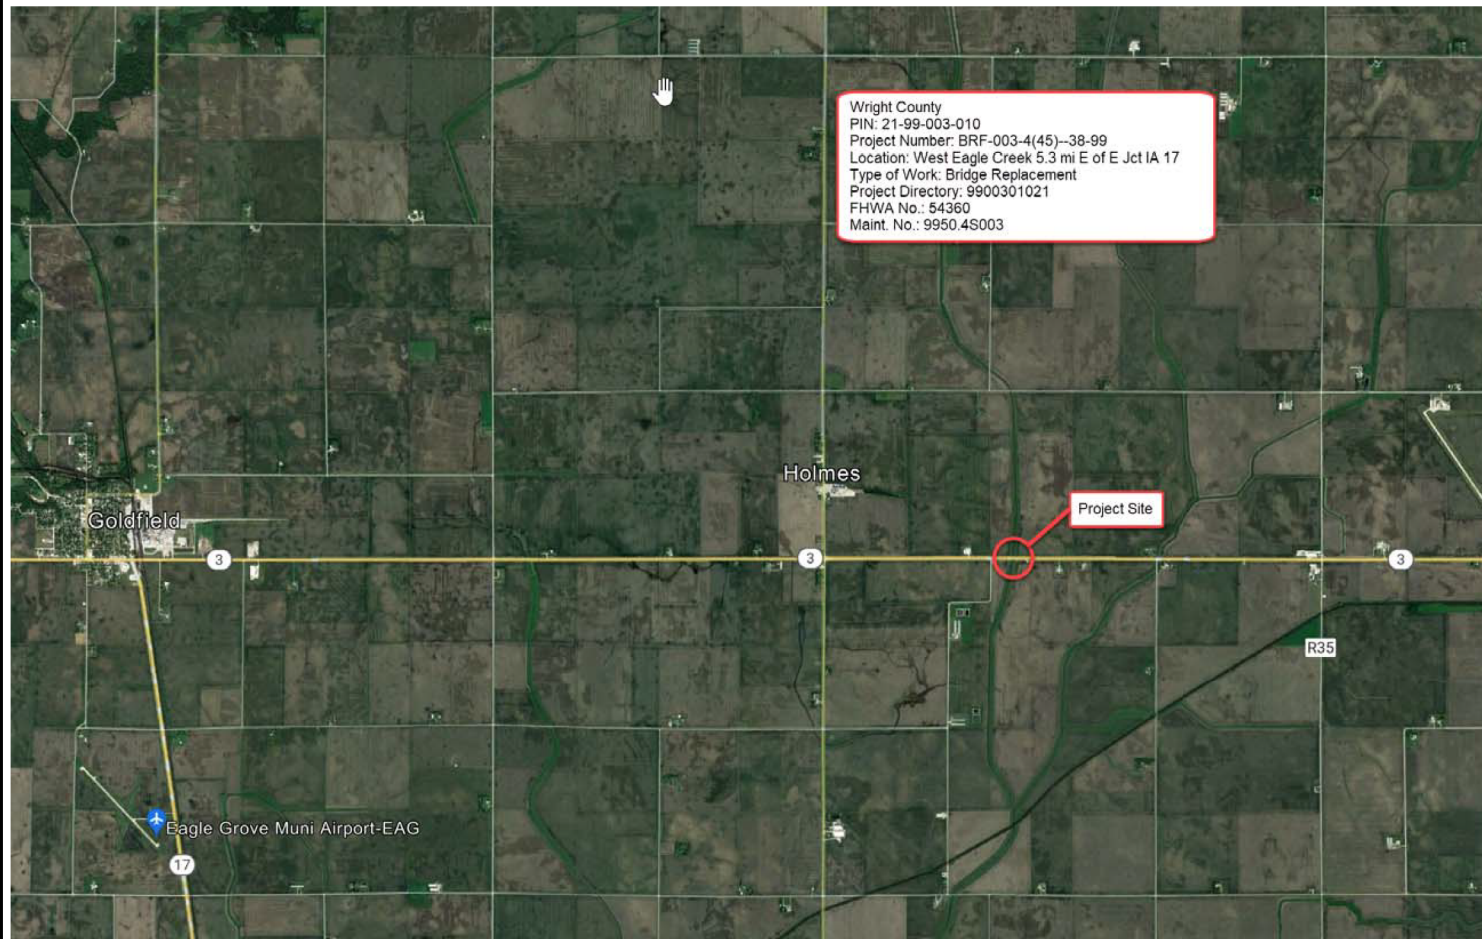 Wright County
PIN: 21-99-003-010
Project Number: BRF-003-4(45)--38-99
Location: West Eagle Creek 5.3 mi E of E Jct IA 17
Type of Work: Bridge Replacement
Project Directory: 9900301021
FHWA No.: 54360
Maint. No.: 9950.4S003
Holmes
Project Site
Goldfield
3
3
3
R35
Eagle Grove Muni Airport-EAG
17